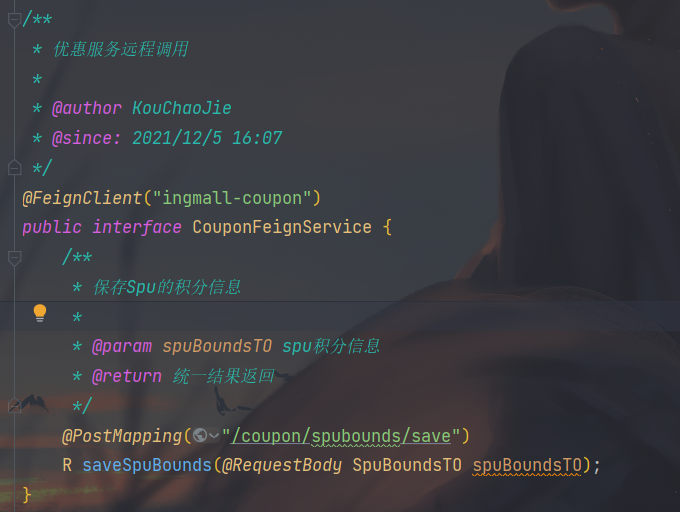 /**
 * 优惠服务远程调用
 *
 * @author KouChaoJie
 * @since: 2021/12/5 16:07
 */
@FeignClient("ingmall-coupon")
public interface CouponFeignService {
    /**
     * 保存Spu的积分信息
     *
     * @param spuBoundsTO spu积分信息
     * @return 统一结果返回
     */
    @PostMapping("/coupon/spubounds/save")
    R saveSpuBounds(@RequestBody SpuBoundsTO spuBoundsTO);
}